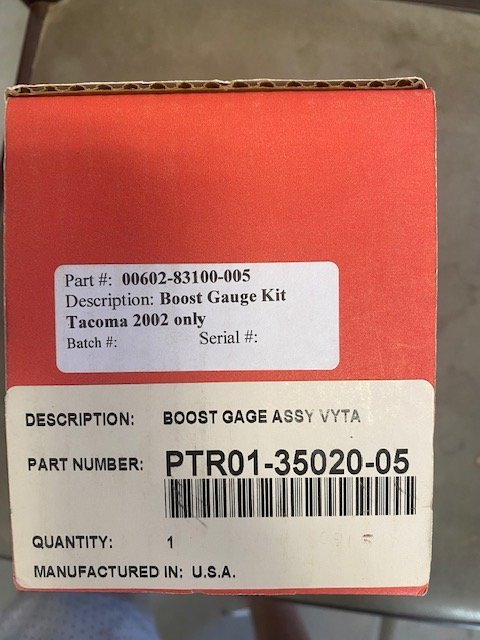 Part #: 00602-83100-005
Description: Boost Gauge Kit
Tacoma 2002 only
Batch #: Serial #:
DESCRIPTION: BOOST GAGE ASSY VYTA
PART NUMBER: PTR01-35020-05
QUANTITY: 1
MANUFACTURED IN: U.S.A.